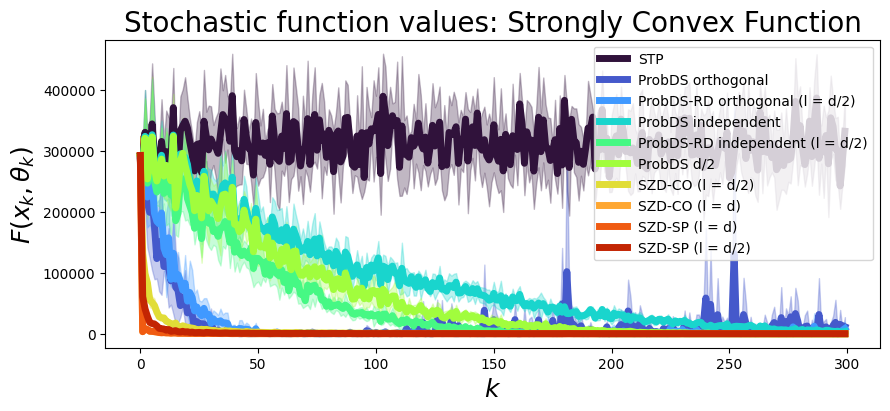 Stochastic function values: Strongly Convex Function
F(x_k, θ_k)
400000
300000
200000
100000
0
STP
ProbDS orthogonal
ProbDS-RD orthogonal (l = d/2)
ProbDS independent
ProbDS-RD independent (l = d/2)
ProbDS d/2
SZD-CO (l = d/2)
SZD-CO (l = d)
SZD-SP (l = d)
SZD-SP (l = d/2)
0 50 100 150 200 250 300
k